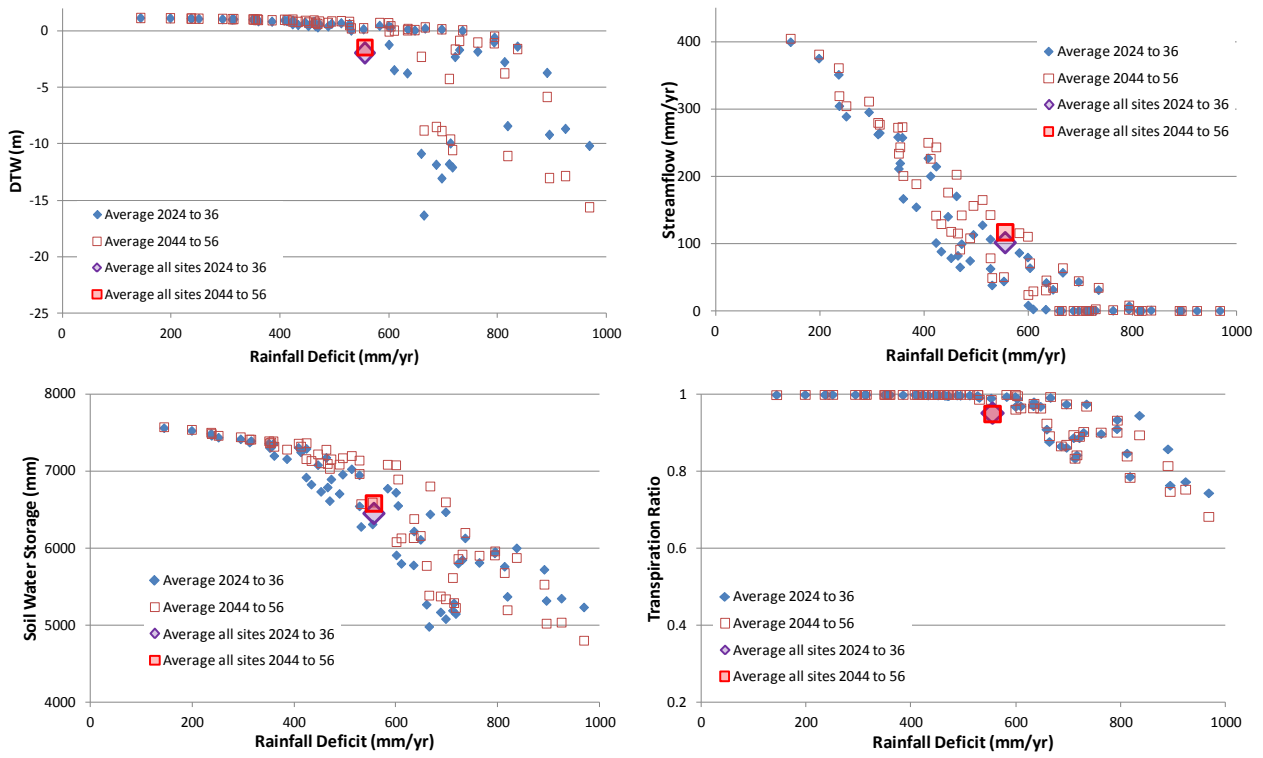 0
-5
-10
-15
-20
-25
DTW (m)
Average 2024 to 36
Average 2044 to 56
Average all sites 2024 to 36
Average all sites 2044 to 56
0 200 400 600 800 1000
Rainfall Deficit (mm/yr)
400
300
200
100
0
Streamflow (mm/yr)
Average 2024 to 36
Average 2044 to 56
Average all sites 2024 to 36
Average all sites 2044 to 56
0 200 400 600 800 1000
Rainfall Deficit (mm/yr)
8000
7000
6000
5000
4000
Soil Water Storage (mm)
Average 2024 to 36
Average 2044 to 56
Average all sites 2024 to 36
Average all sites 2044 to 56
0 200 400 600 800 1000
Rainfall Deficit (mm/yr)
1
0.8
0.6
0.4
0.2
Transpiration Ratio
Average 2024 to 36
Average 2044 to 56
Average all sites 2024 to 36
Average all sites 2044 to 56
0 200 400 600 800 1000
Rainfall Deficit (mm/yr)